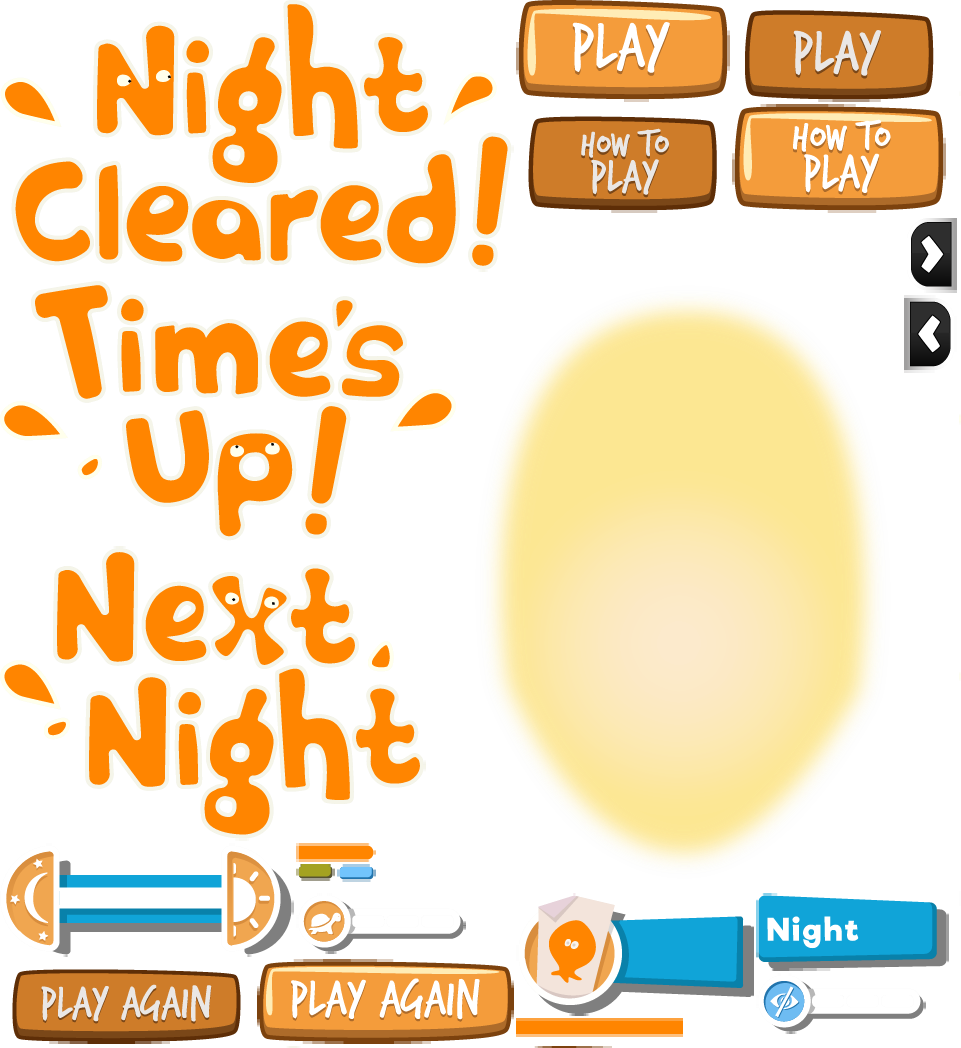 Night
Cleared!
Time's
Up!
Next
Night
PLAY
PLAY
HOW TO
PLAY
HOW TO
PLAY
Night
PLAY AGAIN
PLAY AGAIN